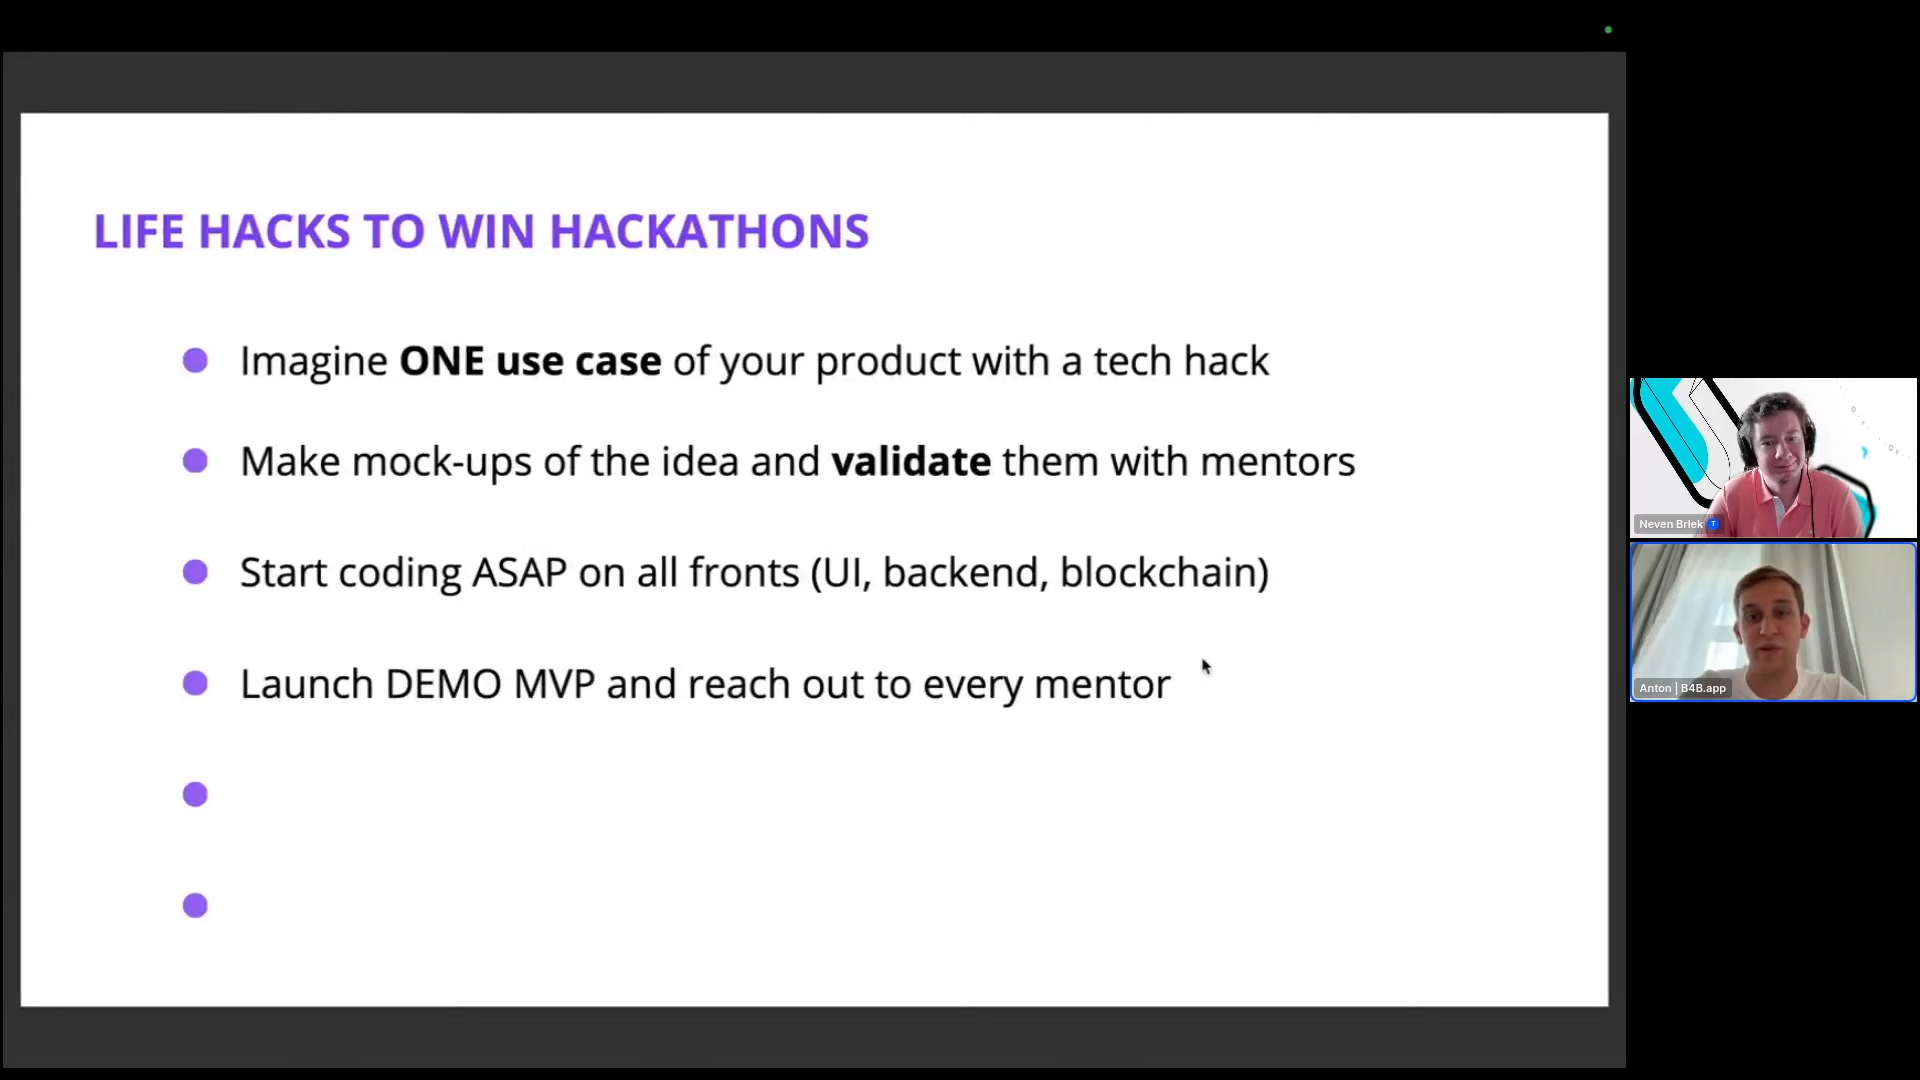 LIFE HACKS TO WIN HACKATHONS
Imagine ONE use case of your product with a tech hack
Make mock-ups of the idea and validate them with mentors
Start coding ASAP on all fronts (UI, backend, blockchain)
Launch DEMO MVP and reach out to every mentor
Neven Brlek
Anton | B4B.app